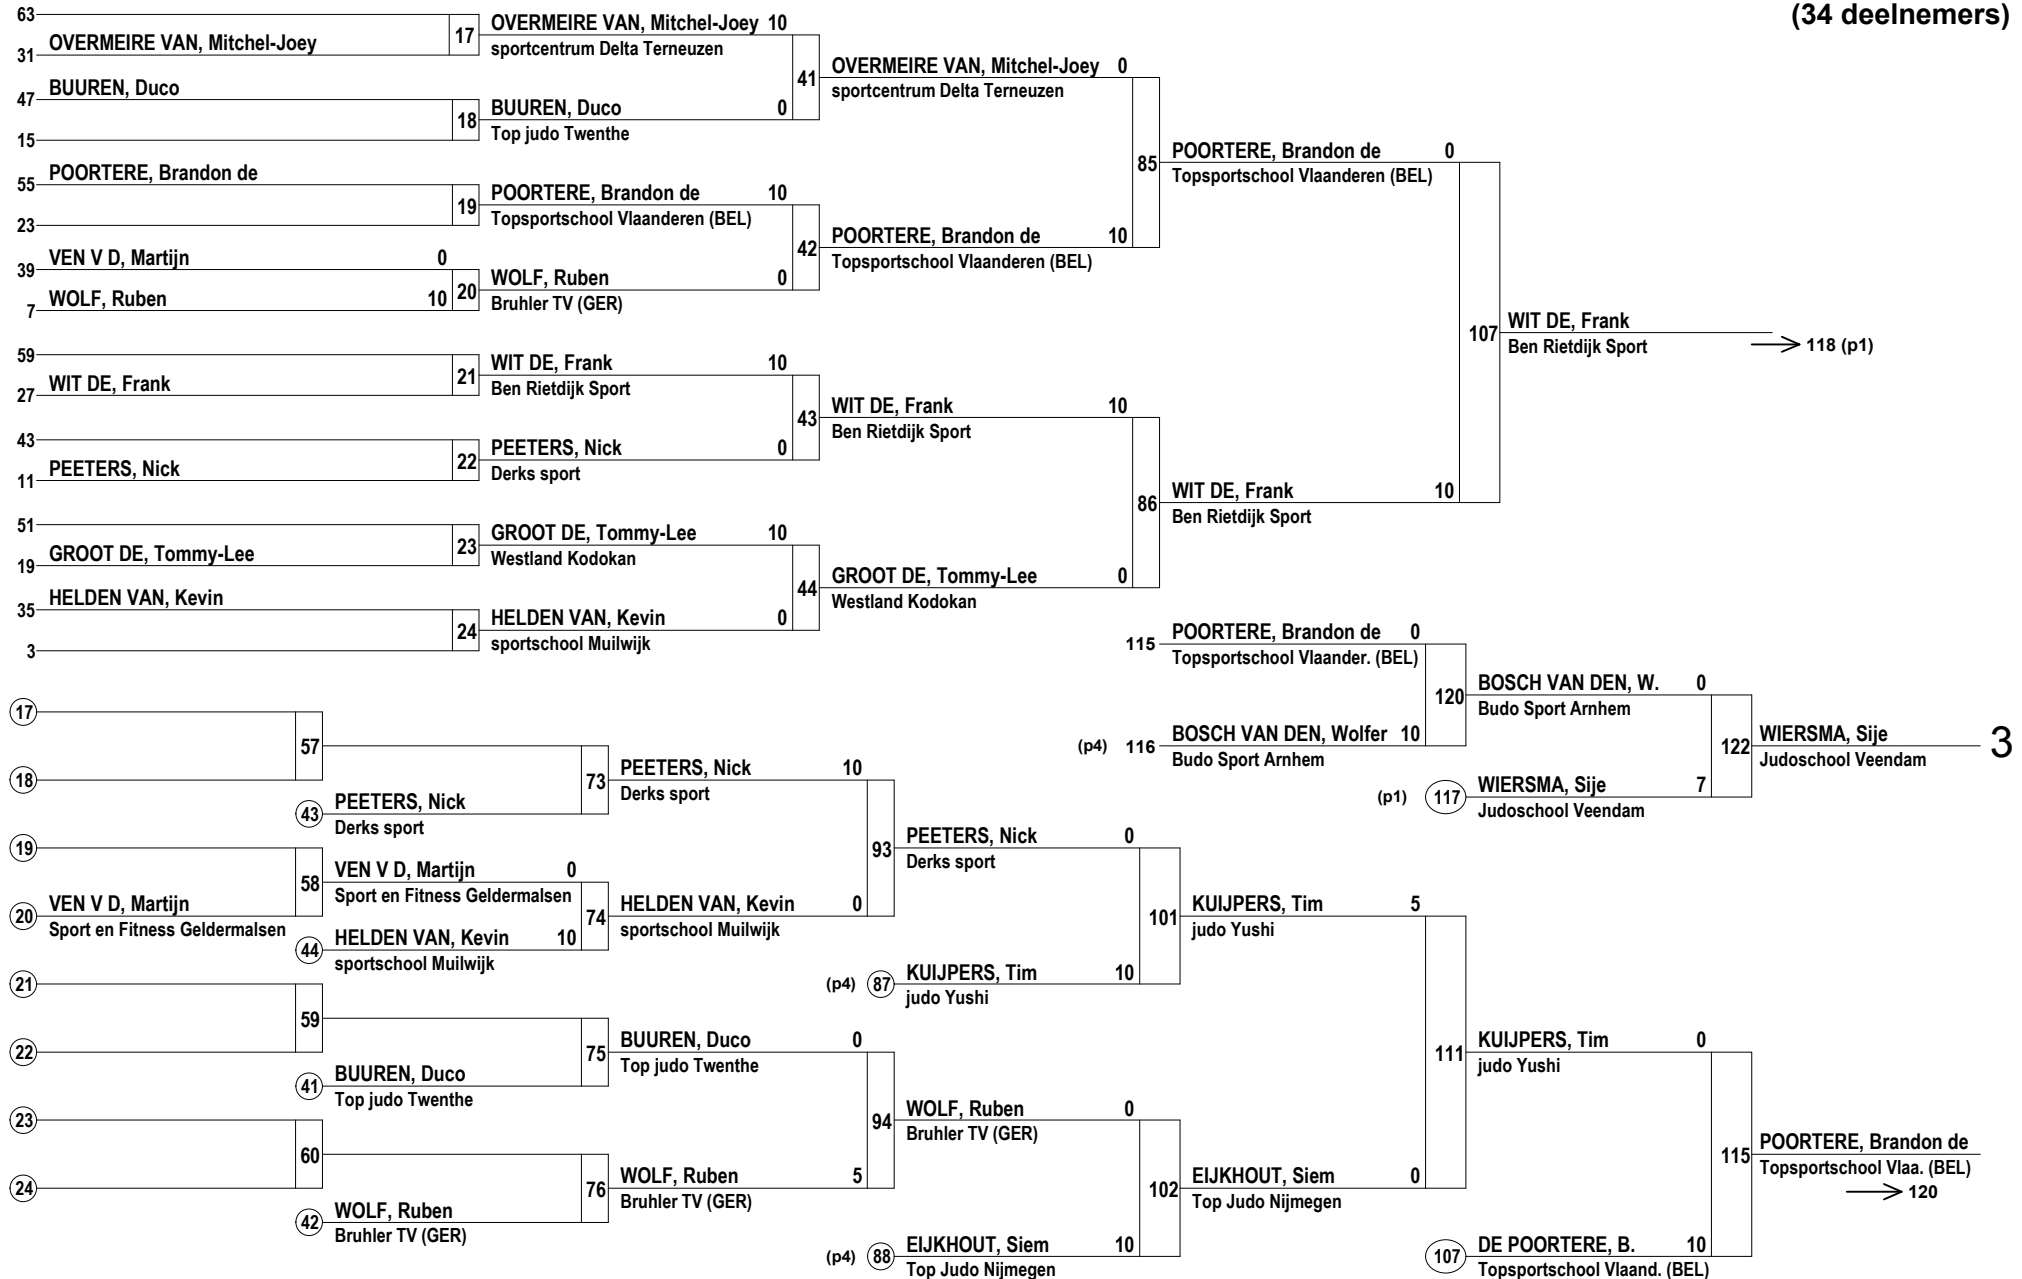 (34 deelnemers)
63
OVERMEIRE VAN, Mitchel-Joey
31
17
OVERMEIRE VAN, Mitchel-Joey 10
sportcentrum Delta Terneuzen
BUUREN, Duco
47
15
18
BUUREN, Duco 0
Top judo Twenthe
41
OVERMEIRE VAN, Mitchel-Joey 0
sportcentrum Delta Terneuzen
POORTERE, Brandon de
55
23
19
POORTERE, Brandon de 10
Topsportschool Vlaanderen (BEL)
VEN V D, Martijn 0
39
WOLF, Ruben 10
7
20
WOLF, Ruben 0
Bruhler TV (GER)
42
POORTERE, Brandon de 10
Topsportschool Vlaanderen (BEL)
85
POORTERE, Brandon de 0
Topsportschool Vlaanderen (BEL)
59
WIT DE, Frank
27
21
WIT DE, Frank 10
Ben Rietdijk Sport
43
PEETERS, Nick
11
22
PEETERS, Nick 0
Derks sport
43
WIT DE, Frank 10
Ben Rietdijk Sport
51
GROOT DE, Tommy-Lee
19
23
GROOT DE, Tommy-Lee 10
Westland Kodokan
HELDEN VAN, Kevin
35
3
24
HELDEN VAN, Kevin 0
sportschool Muilwijk
44
GROOT DE, Tommy-Lee 0
Westland Kodokan
86
WIT DE, Frank 10
Ben Rietdijk Sport
107
WIT DE, Frank
Ben Rietdijk Sport
118 (p1)
115
POORTERE, Brandon de 0
Topsportschool Vlaander. (BEL)
(p4) 116
BOSCH VAN DEN, Wolfer 10
Budo Sport Arnhem
120
BOSCH VAN DEN, W. 0
Budo Sport Arnhem
(p1) 117
WIERSMA, Sije 7
Judoschool Veendam
122
WIERSMA, Sije
Judoschool Veendam
3
17
18
57
43
PEETERS, Nick
Derks sport
73
PEETERS, Nick 10
Derks sport
19
20
VEN V D, Martijn
Sport en Fitness Geldermalsen
58
VEN V D, Martijn 0
Sport en Fitness Geldermalsen
44
HELDEN VAN, Kevin 10
sportschool Muilwijk
74
HELDEN VAN, Kevin 0
sportschool Muilwijk
93
PEETERS, Nick 0
Derks sport
(p4) 87
KUIJPERS, Tim 10
judo Yushi
101
KUIJPERS, Tim 5
judo Yushi
21
22
59
41
BUUREN, Duco
Top judo Twenthe
75
BUUREN, Duco 0
Top judo Twenthe
23
24
60
42
WOLF, Ruben
Bruhler TV (GER)
76
WOLF, Ruben 5
Bruhler TV (GER)
94
WOLF, Ruben 0
Bruhler TV (GER)
(p4) 88
EIJKHOUT, Siem 10
Top Judo Nijmegen
102
EIJKHOUT, Siem 0
Top Judo Nijmegen
111
KUIJPERS, Tim 0
judo Yushi
107
DE POORTERE, B. 10
Topsportschool Vlaand. (BEL)
115
POORTERE, Brandon de
Topsportschool Vlaa. (BEL)
120